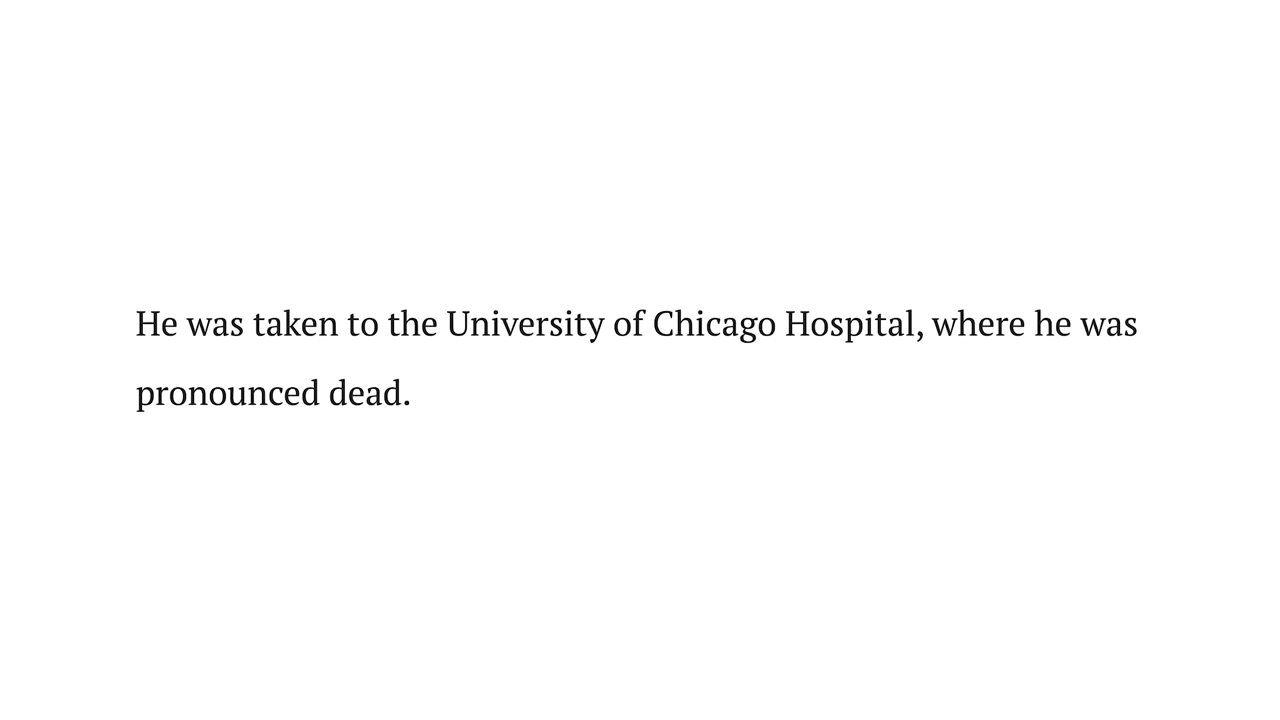 He was taken to the University of Chicago Hospital, where he was
pronounced dead.